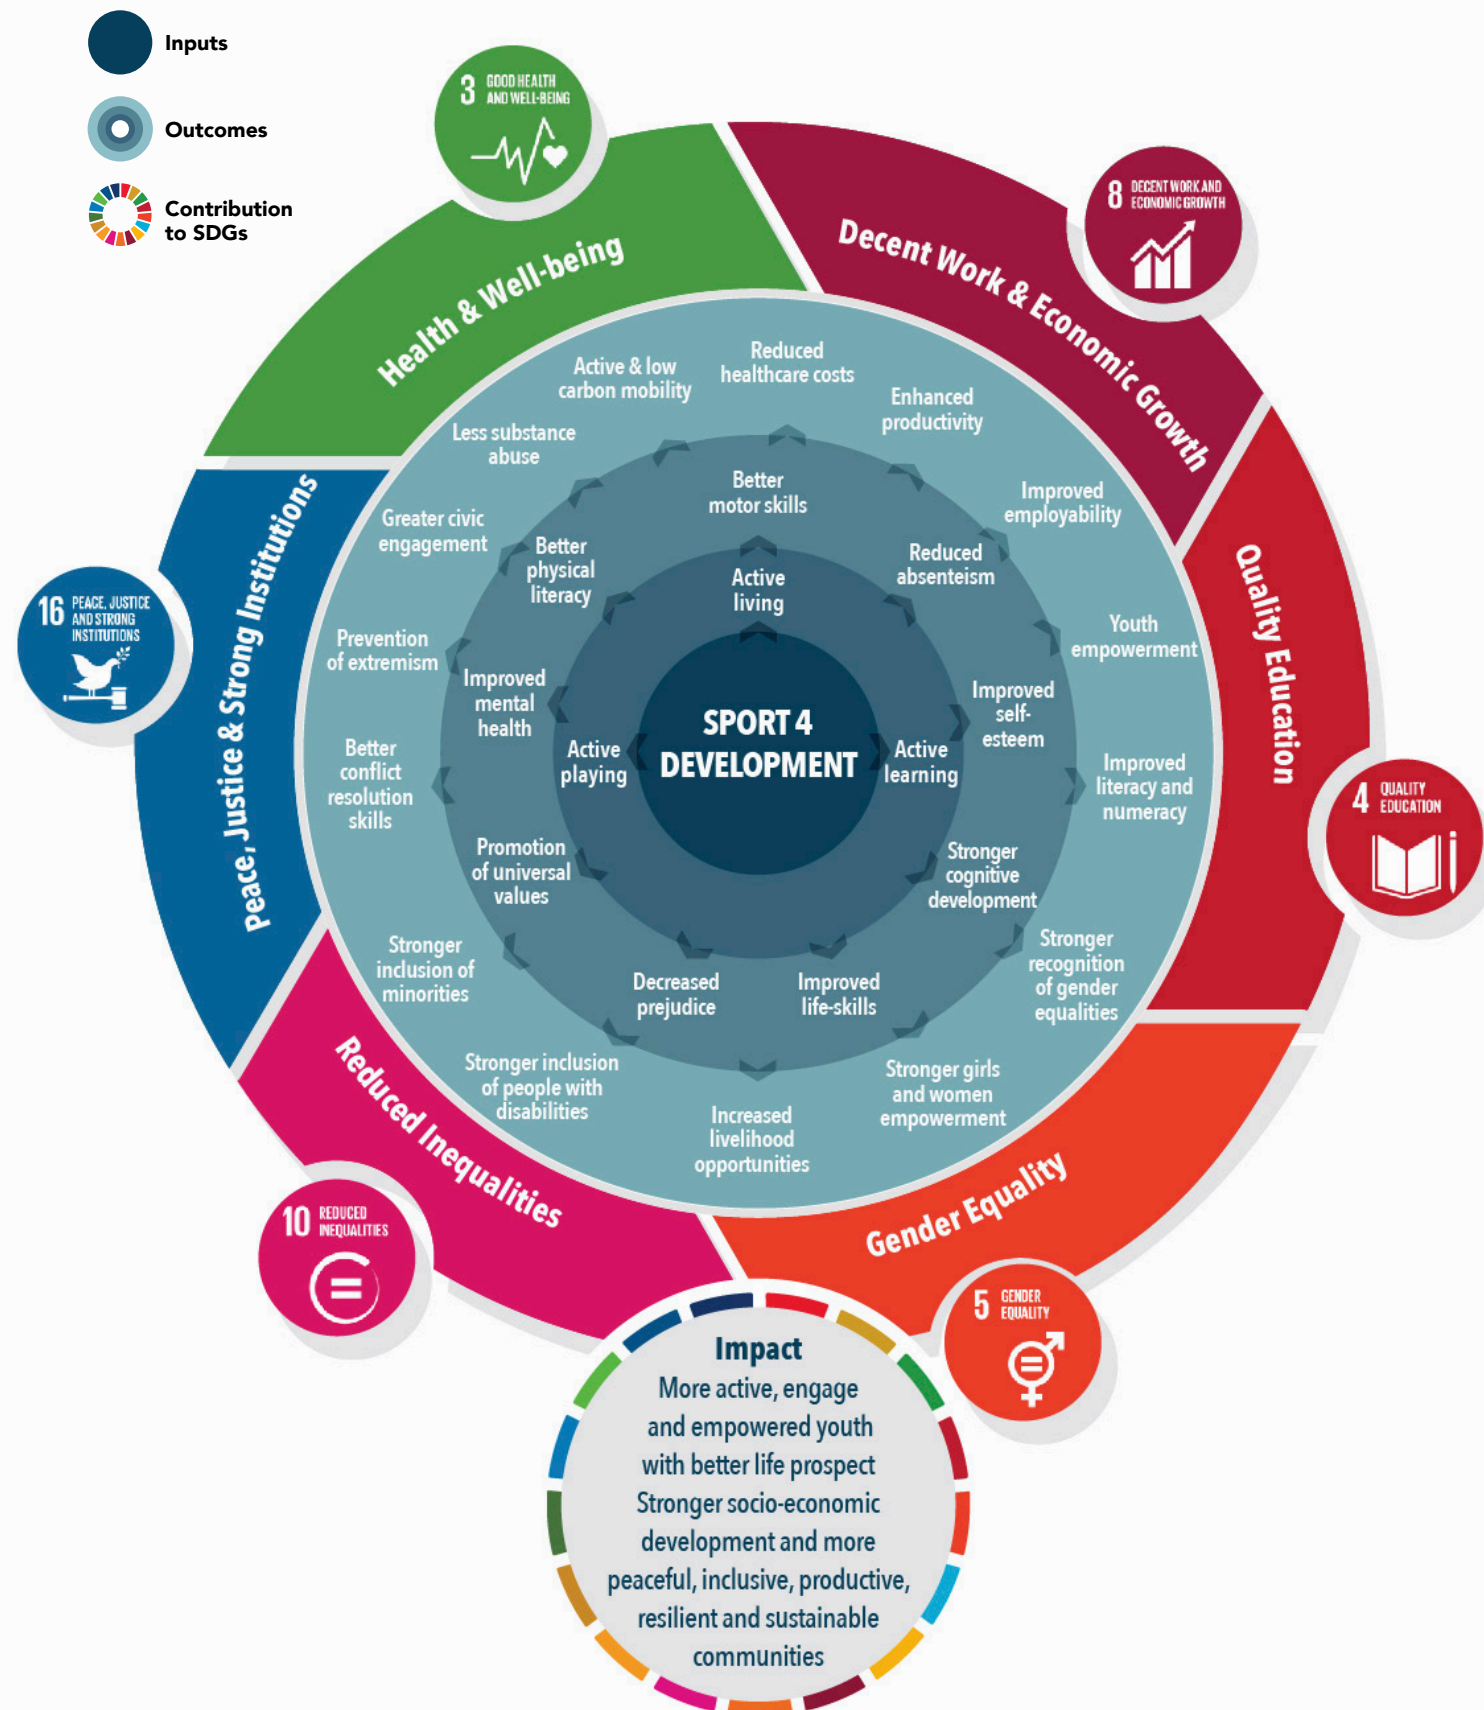 Inputs
Outcomes
Contribution
to SDGs
3 GOOD HEALTH
AND WELL-BEING
8 DECENT WORK AND
ECONOMIC GROWTH
Health & Well-being
Decent Work & Economic Growth
Quality Education
4 QUALITY
EDUCATION
Gender Equality
5 GENDER
EQUALITY
Reduced Inequalities
10 REDUCED
INEQUALITIES
Peace, Justice & Strong Institutions
16 PEACE, JUSTICE
AND STRONG
INSTITUTIONS
Active & low
carbon mobility
Reduced
healthcare costs
Enhanced
productivity
Improved
employability
Youth
empowerment
Improved
literacy and
numeracy
Stronger
recognition
of gender
equalities
Stronger girls
and women
empowerment
Increased
livelihood
opportunities
Stronger inclusion
of people with
disabilities
Stronger
inclusion of
minorities
Better
conflict
resolution
skills
Prevention
of extremism
Greater civic
engagement
Less substance
abuse
Better
motor skills
Reduced
absenteism
Improved
self-
esteem
Stronger
cognitive
development
Improved
life-skills
Decreased
prejudice
Promotion
of universal
values
Improved
mental
health
Better
physical
literacy
Active
living
Active
learning
Active
playing
SPORT 4
DEVELOPMENT
Impact
More active, engage
and empowered youth
with better life prospect
Stronger socio-economic
development and more
peaceful, inclusive, productive,
resilient and sustainable
communities